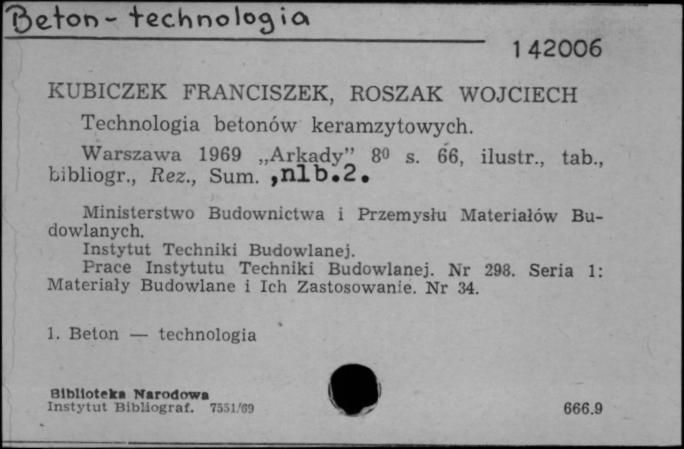 Beton - technologia
142006
KUBICZEK FRANCISZEK, ROSZAK WOJCIECH
Technologia betonów keramzytowych.
Warszawa 1969 „Arkady” 8º s. 66, ilustr., tab.,
bibliogr., Rez., Sum. ,nlb.2.
Ministerstwo Budownictwa i Przemysłu Materiałów Bu-
dowlanych.
Instytut Techniki Budowlanej.
Prace Instytutu Techniki Budowlanej. Nr 298. Seria 1:
Materiały Budowlane i Ich Zastosowanie. Nr 34.
1. Beton — technologia
Biblioteka Narodowa
Instytut Bibliograf. 7551/69
666.9